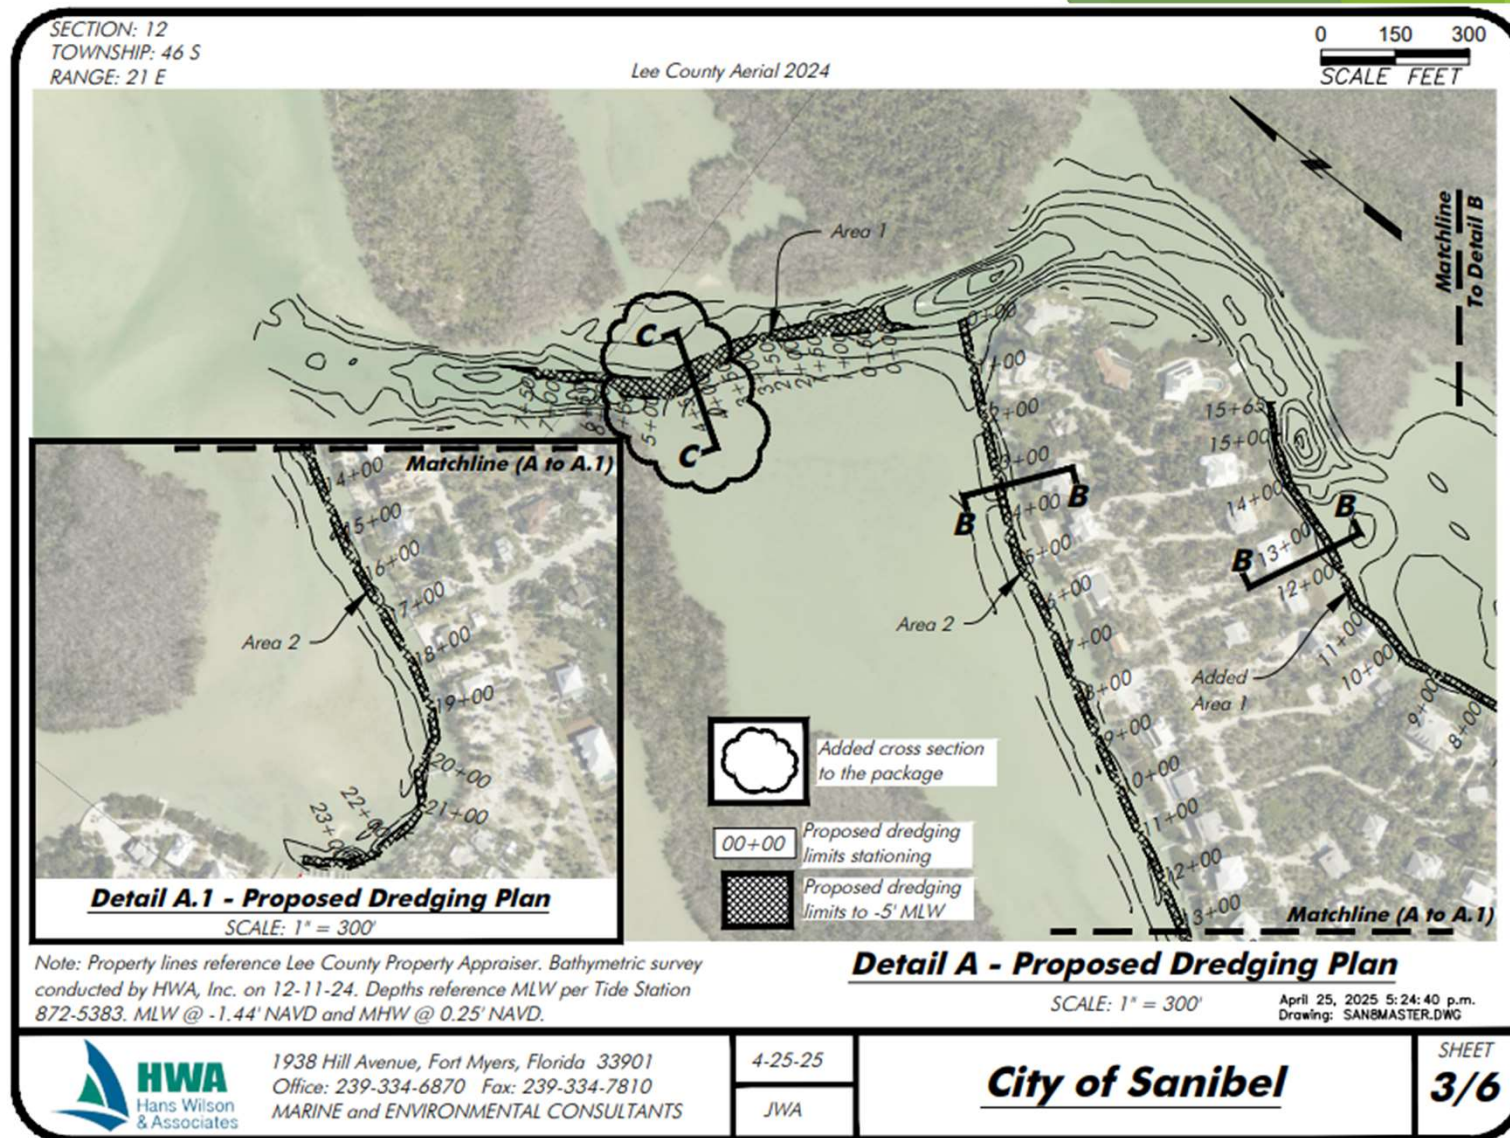 SECTION: 12
TOWNSHIP: 46 S
RANGE: 21 E
Lee County Aerial 2024
0 150 300
SCALE FEET
Matchline
To Detail B
Area 1
C
C
7+50
7+00
5+00
3+50
0+00
1+00
2+00
3+00
4+00
5+00
6+00
7+00
8+00
9+00
10+00
11+00
12+00
13+00
B
B
Area 2
15+65
15+00
14+00
13+00
12+00
11+00
10+00
9+00
8+00
B
B
Added
Area 1
Matchline (A to A.1)
14+00
15+00
16+00
17+00
18+00
19+00
20+00
21+00
22+00
Area 2
Detail A.1 - Proposed Dredging Plan
SCALE: 1" = 300'
Added cross section
to the package
00+00
Proposed dredging
limits stationing
Proposed dredging
limits to -5' MLW
Matchline (A to A.1)
Detail A - Proposed Dredging Plan
SCALE: 1" = 300'
April 25, 2025 5:24:40 p.m.
Drawing: SAN8MASTER.DWG
Note: Property lines reference Lee County Property Appraiser. Bathymetric survey
conducted by HWA, Inc. on 12-11-24. Depths reference MLW per Tide Station
872-5383. MLW @ -1.44' NAVD and MHW @ 0.25' NAVD.
HWA
Hans Wilson
& Associates
1938 Hill Avenue, Fort Myers, Florida 33901
Office: 239-334-6870 Fax: 239-334-7810
MARINE and ENVIRONMENTAL CONSULTANTS
4-25-25
JWA
City of Sanibel
SHEET
3/6